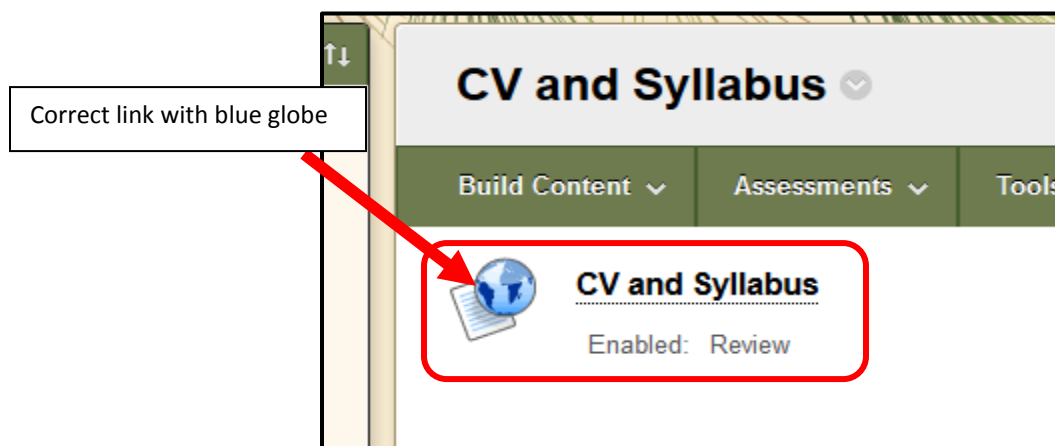 CV and Syllabus
Correct link with blue globe
Build Content Assessments Tools
CV and Syllabus
Enabled: Review